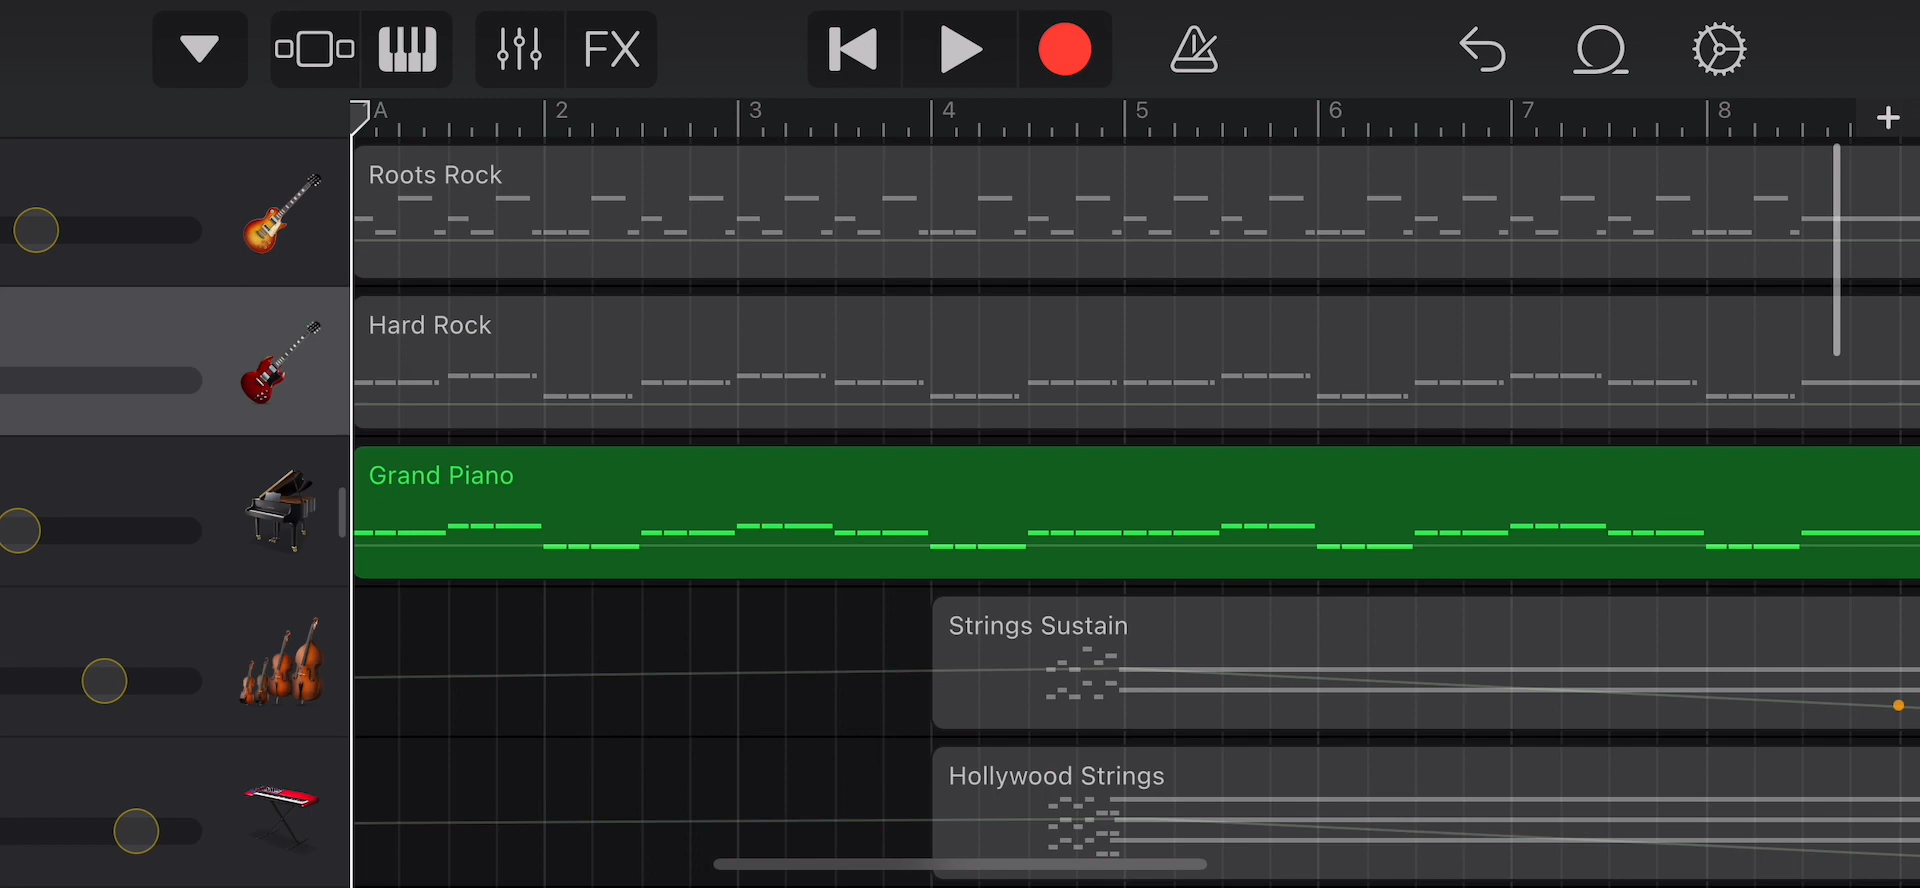 FX
A 2 3 4 5 6 7 8 +
Roots Rock
Hard Rock
Grand Piano
Strings Sustain
Hollywood Strings